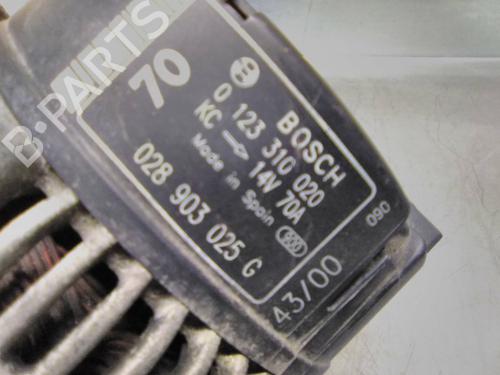 70
BOSCH
0 123 310 020
KC → 14V 70A
Made in Spain
028 903 025 G
43/00
090
B-PARTS